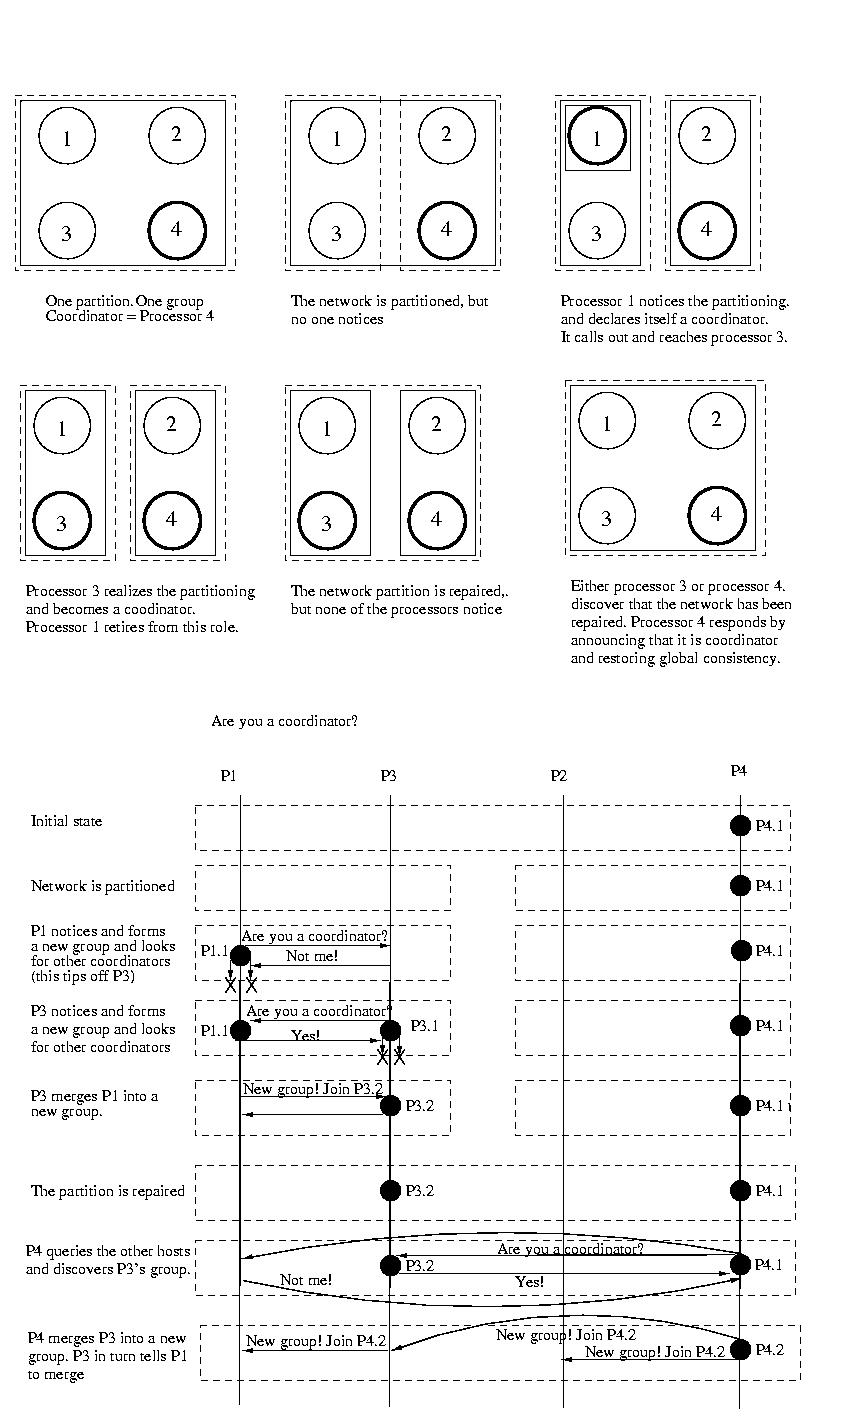 1
2
3
4
1
2
3
4
1
2
3
4
One partition. One group
Coordinator = Processor 4
The network is partitioned, but
no one notices
Processor 1 notices the partitioning.
and declares itself a coordinator.
It calls out and reaches processor 3.
1
2
3
4
1
2
3
4
1
2
3
4
Processor 3 realizes the partitioning
and becomes a coodinator.
Processor 1 retires from this role.
The network partition is repaired,.
but none of the processors notice
Either processor 3 or processor 4.
discover that the network has been
repaired. Processor 4 responds by
announcing that it is coordinator
and restoring global consistency.
Are you a coordinator?
P1
P3
P2
P4
Initial state
P4.1
Network is partitioned
P4.1
P1 notices and forms
a new group and looks
for other coordinators
(this tips off P3)
P1.1
Are you a coordinator?
Not me!
X X
P4.1
P3 notices and forms
a new group and looks
for other coordinators
P1.1
Are you a coordinator?
Yes!
P3.1
X X
P4.1
P3 merges P1 into a
new group.
New group! Join P3.2
P3.2
P4.1
The partition is repaired
P3.2
P4.1
P4 queries the other hosts
and discovers P3's group.
Are you a coordinator?
P3.2
P4.1
Not me!
Yes!
P4 merges P3 into a new
group. P3 in turn tells P1
to merge
New group! Join P4.2
New group! Join P4.2
New group! Join P4.2
P4.2